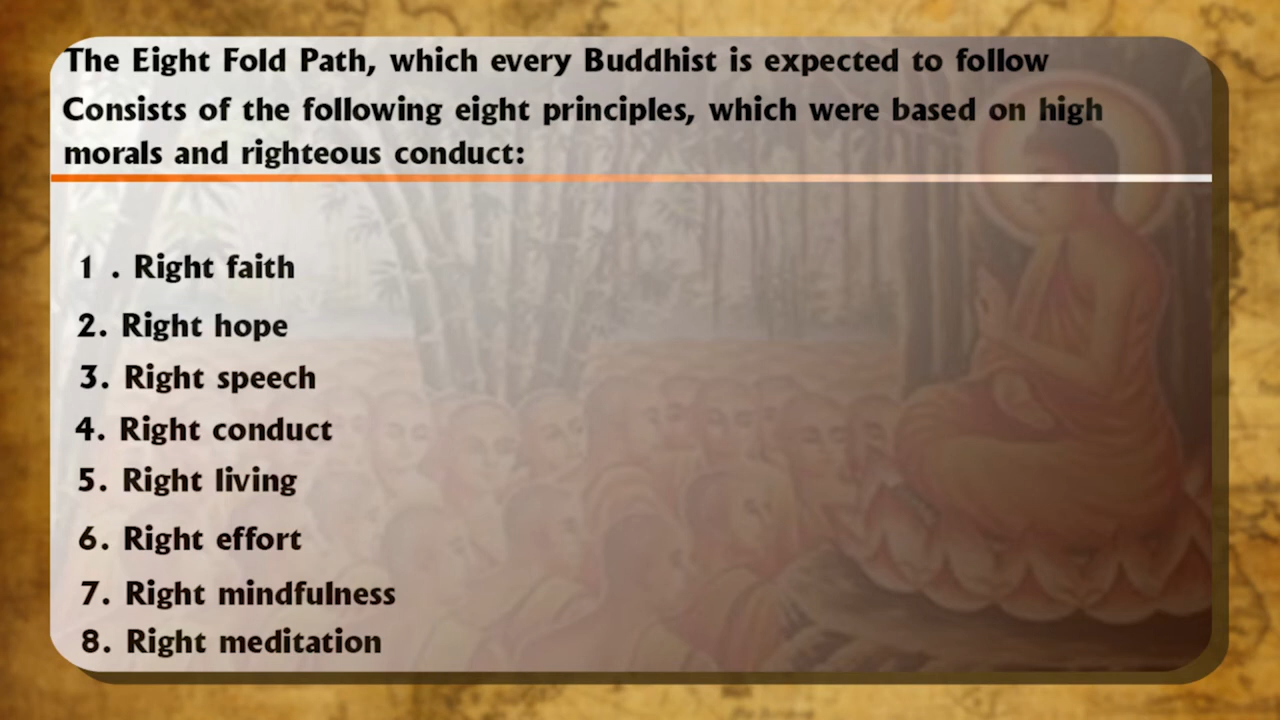 The Eight Fold Path, which every Buddhist is expected to follow
Consists of the following eight principles, which were based on high
morals and righteous conduct:
1 . Right faith
2. Right hope
3. Right speech
4. Right conduct
5. Right living
6. Right effort
7. Right mindfulness
8. Right meditation